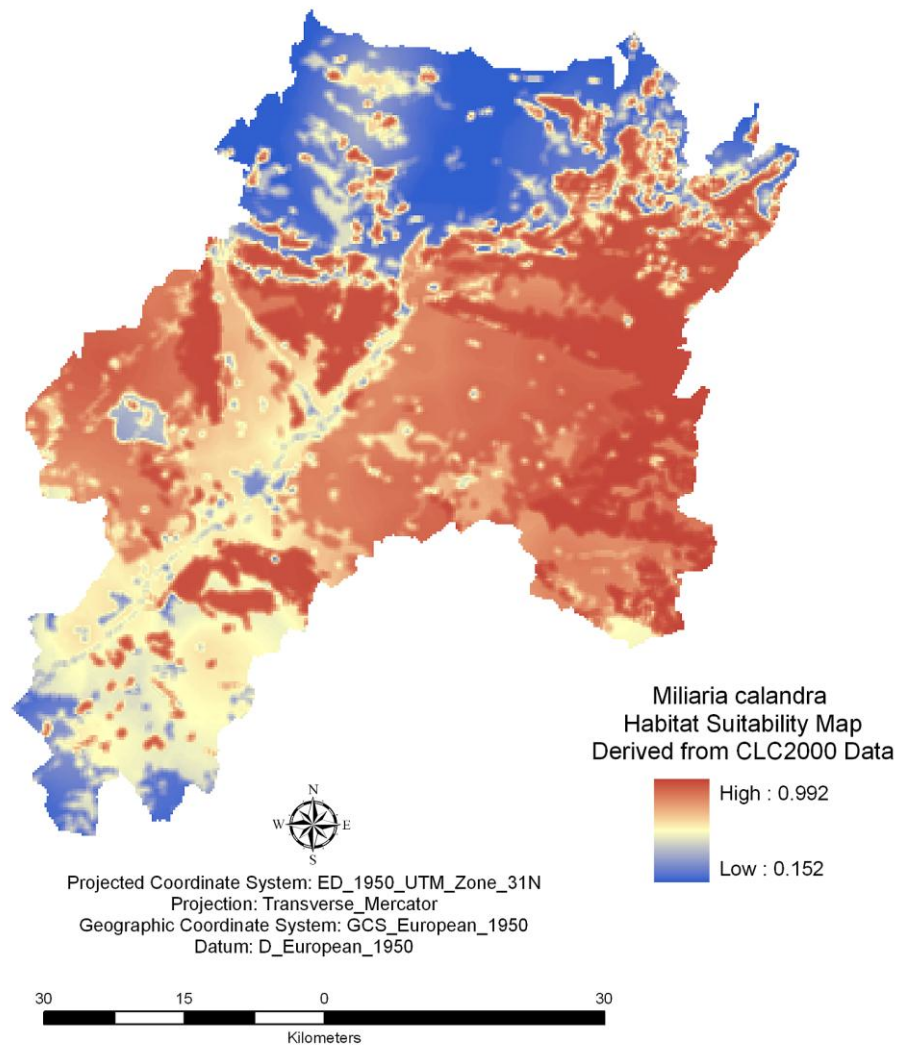 Miliaria calandra
Habitat Suitability Map
Derived from CLC2000 Data
High : 0.992
Low : 0.152
N
W E
S
Projected Coordinate System: ED_1950_UTM_Zone_31N
Projection: Transverse_Mercator
Geographic Coordinate System: GCS_European_1950
Datum: D_European_1950
30 15 0 30
Kilometers